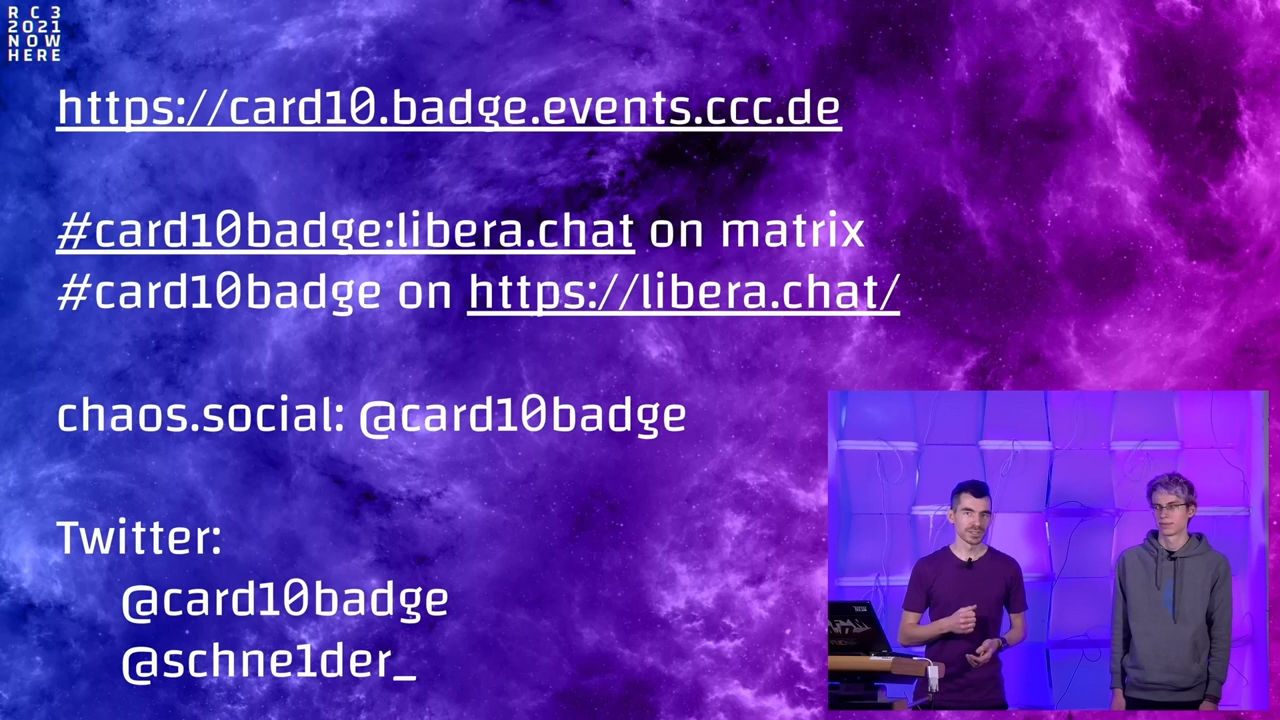 R C 3
2021
NOW
HERE
https://card10.badge.events.ccc.de
#card10badge:libera.chat on matrix
#card10badge on https://libera.chat/
chaos.social: @card10badge
Twitter:
@card10badge
@schne1der_